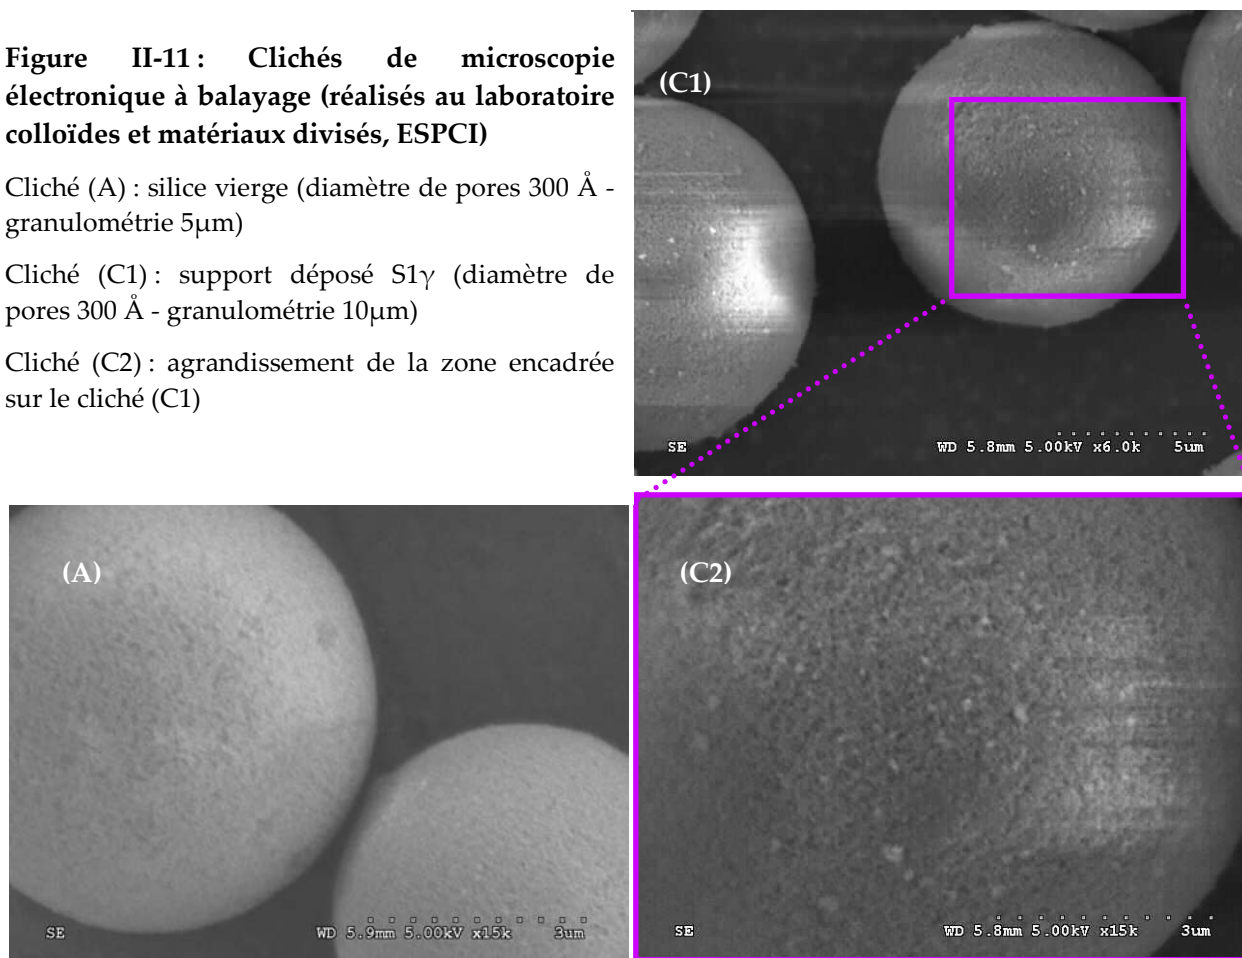 Figure II-11 : Clichés de microscopie
électronique à balayage (réalisés au laboratoire
colloïdes et matériaux divisés, ESPCI)
Cliché (A) : silice vierge (diamètre de pores 300 Å -
granulométrie 5µm)
Cliché (C1) : support déposé S1γ (diamètre de
pores 300 Å - granulométrie 10µm)
Cliché (C2) : agrandissement de la zone encadrée
sur le cliché (C1)
(C1)
SE WD 5.8mm 5.00kV x6.0k 5um
(A)
SE WD 5.9mm 5.00kV x15k 3um
(C2)
SE WD 5.8mm 5.00kV x15k 3um